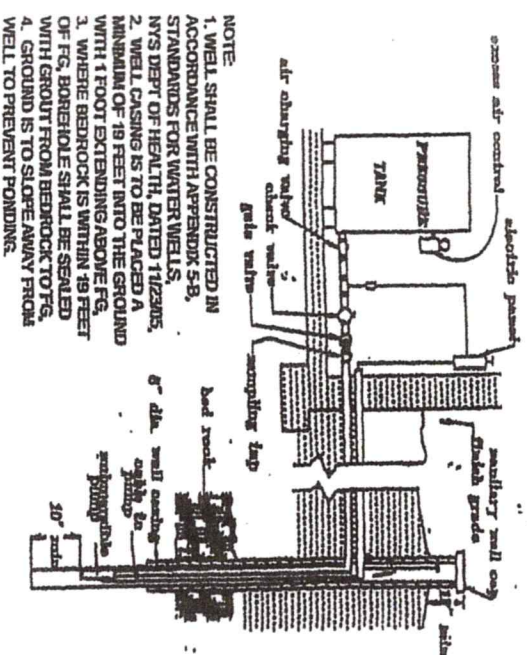 excess air control
electric panel
sanitary well cap
finish grade
PRESSURE
TANK
air charging valve
check valve
gate valve
sampling tap
bed rock
6" dia. well casing
cable to
pump
submersible
pump
10' min
min
NOTE:
1. WELL SHALL BE CONSTRUCTED IN
ACCORDANCE WITH APPENDIX 5-B,
STANDARDS FOR WATER WELLS,
NYS DEPT OF HEALTH, DATED 11/23/05.
2. WELL CASING IS TO BE PLACED A
MINIMUM OF 19 FEET INTO THE GROUND
WITH 1 FOOT EXTENDING ABOVE FG.
3. WHERE BEDROCK IS WITHIN 19 FEET
OF FG, BOREHOLE SHALL BE SEALED
WITH GROUT FROM BEDROCK TO FG.
4. GROUND IS TO SLOPE AWAY FROM
WELL TO PREVENT PONDING.